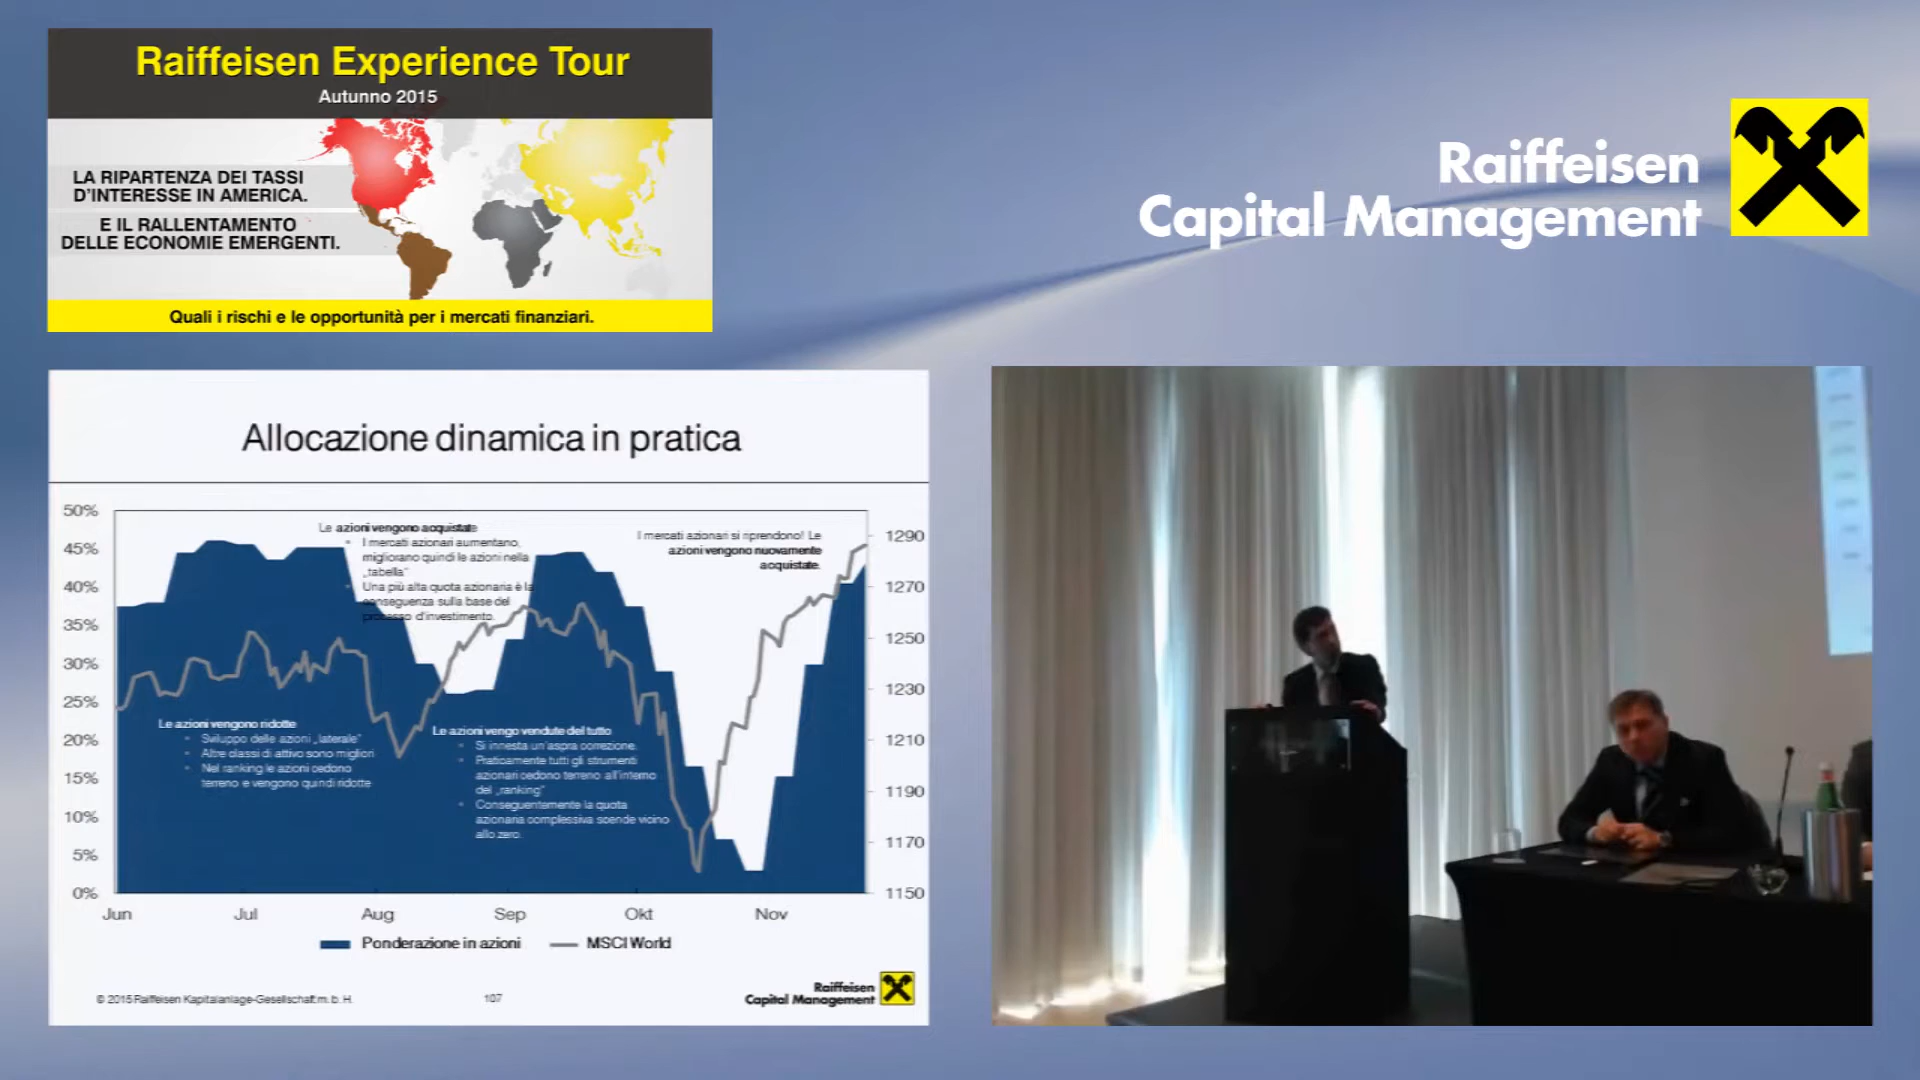 Raiffeisen Experience Tour
Autunno 2015
LA RIPARTENZA DEI TASSI
D'INTERESSE IN AMERICA.
E IL RALLENTAMENTO
DELLE ECONOMIE EMERGENTI.
Quali i rischi e le opportunità per i mercati finanziari.
Raiffeisen
Capital Management
Allocazione dinamica in pratica
50%
45%
40%
35%
30%
25%
20%
15%
10%
5%
0%
Le azioni vengono acquistate
I mercati azionari aumentano,
migliorano quindi le azioni nella
„tabella"
Una più alta quota azionaria è la
conseguenza sulla base del
processo d'investimento.
I mercati azionari si riprendono! Le
azioni vengono nuovamente
acquistate.
Le azioni vengono ridotte
Sviluppo delle azioni „laterale"
Altre classi di attivo sono migliori
Nel ranking le azioni cedono
terreno e vengono quindi ridotte
Le azioni vengo vendute del tutto
Si innesta un'aspra correzione.
Praticamente tutti gli strumenti
azionari cedono terreno all'interno
del „ranking"
Conseguentemente la quota
azionaria complessiva scende vicino
allo zero.
1290
1270
1250
1230
1210
1190
1170
1150
Jun Jul Aug Sep Okt Nov
Ponderazione in azioni MSCI World
© 2015 Raiffeisen Kapitalanlage-Gesellschaft m. b. H.
107
Raiffeisen
Capital Management